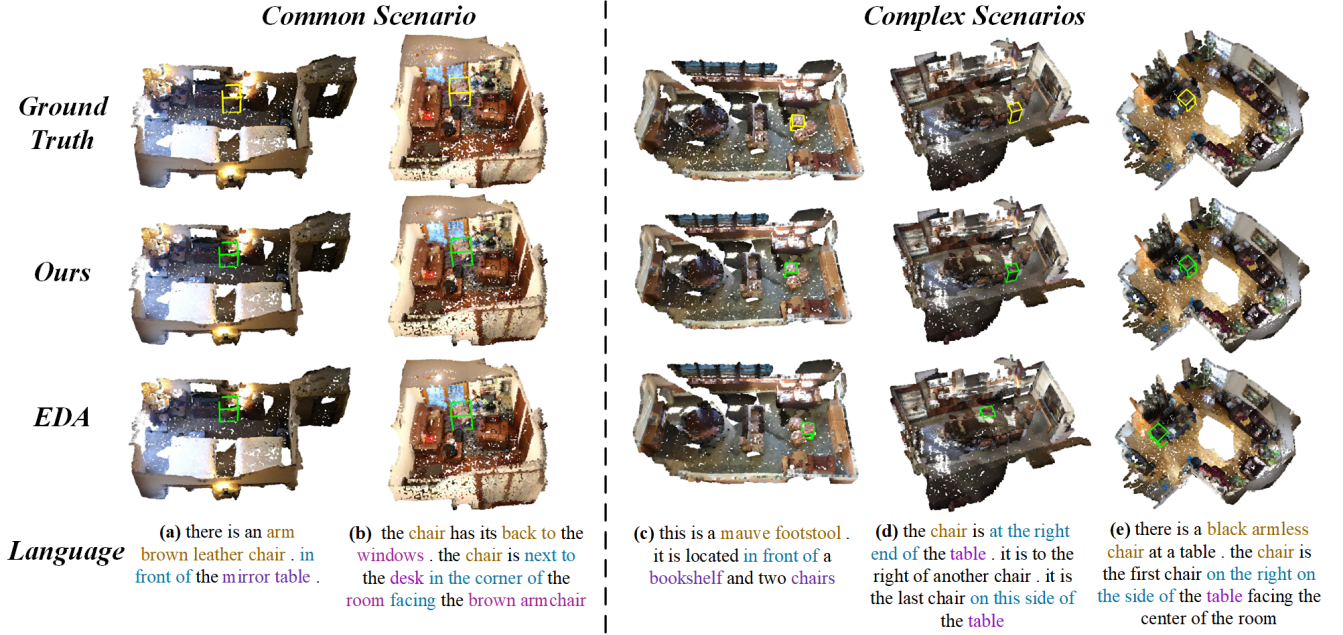 Common Scenario
Complex Scenarios
Ground
Truth
Ours
EDA
Language
(a) there is an arm
brown leather chair . in
front of the mirror table .
(b) the chair has its back to the
windows . the chair is next to
the desk in the corner of the
room facing the brown armchair
(c) this is a mauve footstool .
it is located in front of a
bookshelf and two chairs
(d) the chair is at the right
end of the table . it is to the
right of another chair . it is
the last chair on this side of
the table
(e) there is a black armless
chair at a table . the chair is
the first chair on the right on
the side of the table facing the
center of the room